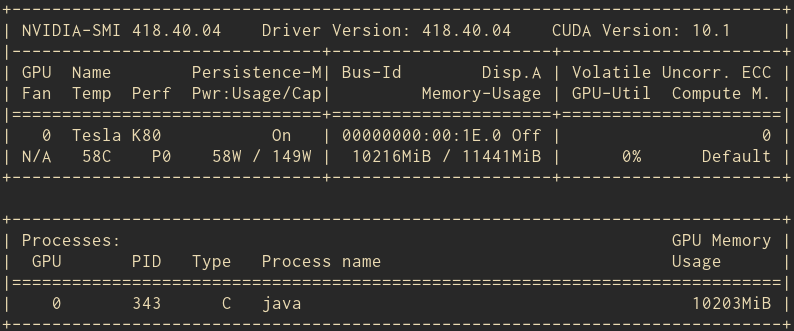 +-----------------------------------------------------------------------------+
| NVIDIA-SMI 418.40.04    Driver Version: 418.40.04    CUDA Version: 10.1     |
|-------------------------------+----------------------+----------------------+
| GPU  Name        Persistence-M| Bus-Id        Disp.A | Volatile Uncorr. ECC |
| Fan  Temp  Perf  Pwr:Usage/Cap|         Memory-Usage | GPU-Util  Compute M. |
|===============================+======================+======================|
|   0  Tesla K80           On   | 00000000:00:1E.0 Off |                    0 |
| N/A   58C    P0    58W / 149W |  10216MiB / 11441MiB |      0%      Default |
+-------------------------------+----------------------+----------------------+

+-----------------------------------------------------------------------------+
| Processes:                                                       GPU Memory |
|  GPU       PID   Type   Process name                             Usage      |
|=============================================================================|
|    0       343      C   java                                       10203MiB |
+-----------------------------------------------------------------------------+